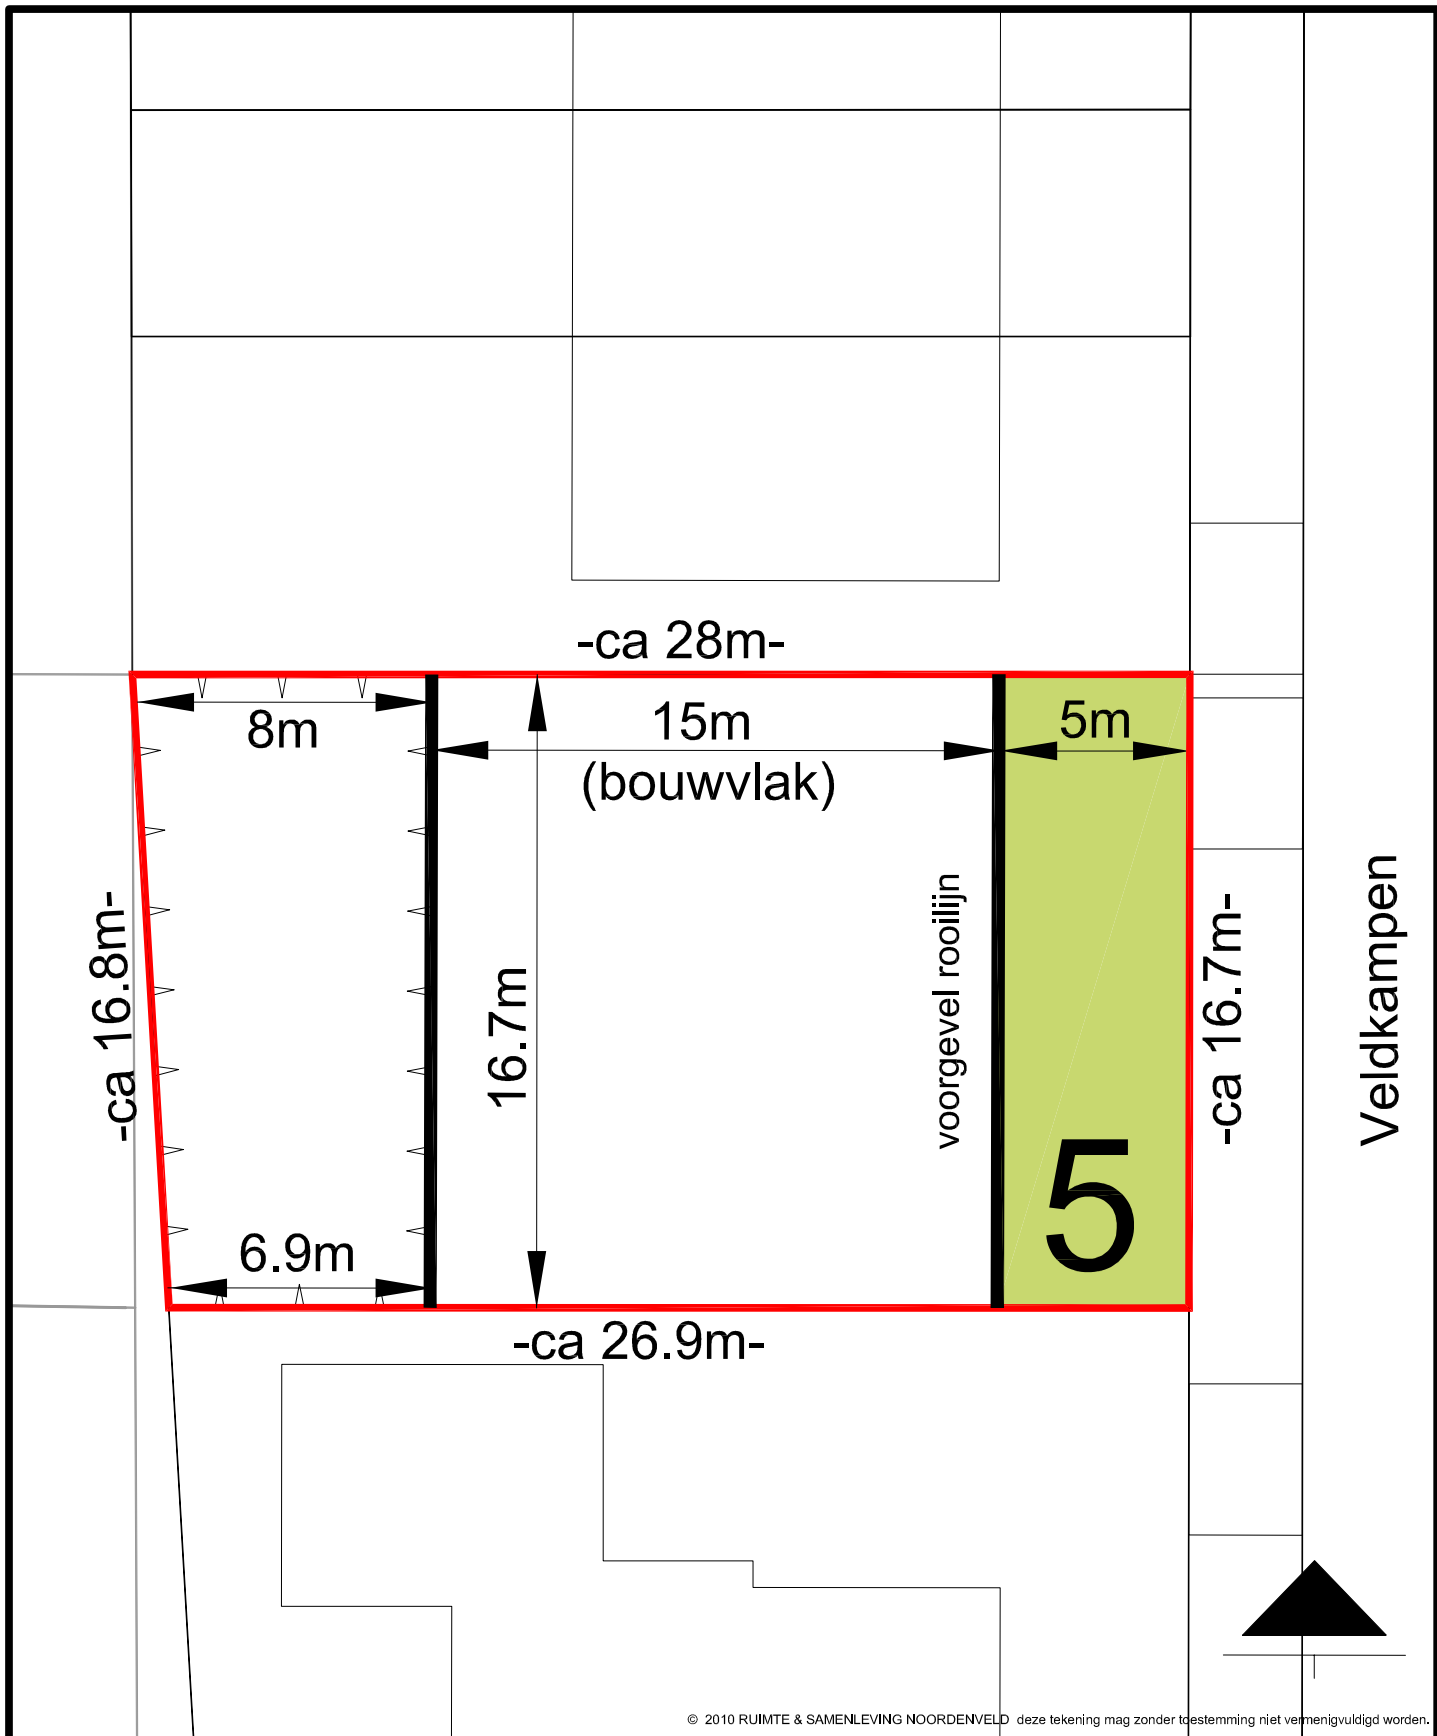 -ca 28m-
8m
15m
(bouwvlak)
5m
-ca 16.8m-
16.7m
voorgevel rooilijn
-ca 16.7m-
Veldkampen
5
6.9m
-ca 26.9m-
© 2010 RUIMTE & SAMENLEVING NOORDENVELD deze tekening mag zonder toestemming niet vermenigvuldigd worden.